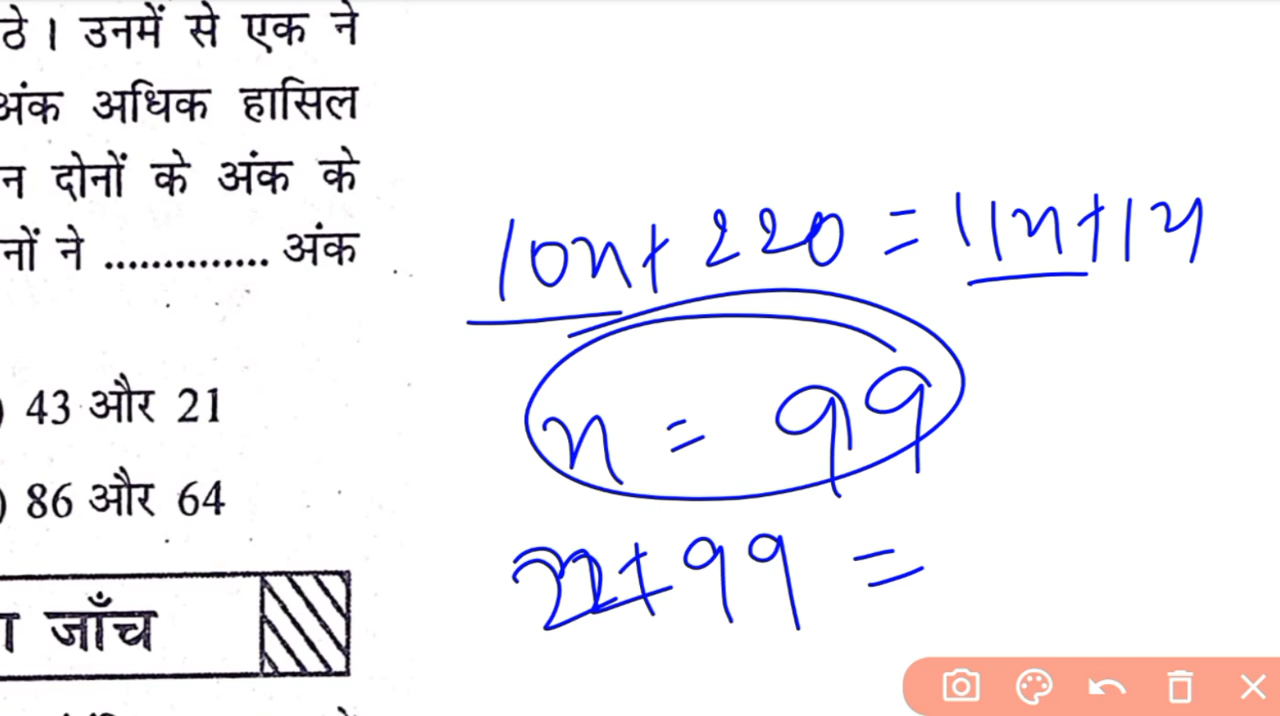 ठे । उनमें से एक ने
अंक अधिक हासिल
न दोनों के अंक के
नों ने .............. अंक
10x + 220 = 11x + 121
) 43 और 21
x = 99
) 86 और 64
22 + 99 =
ा जाँच